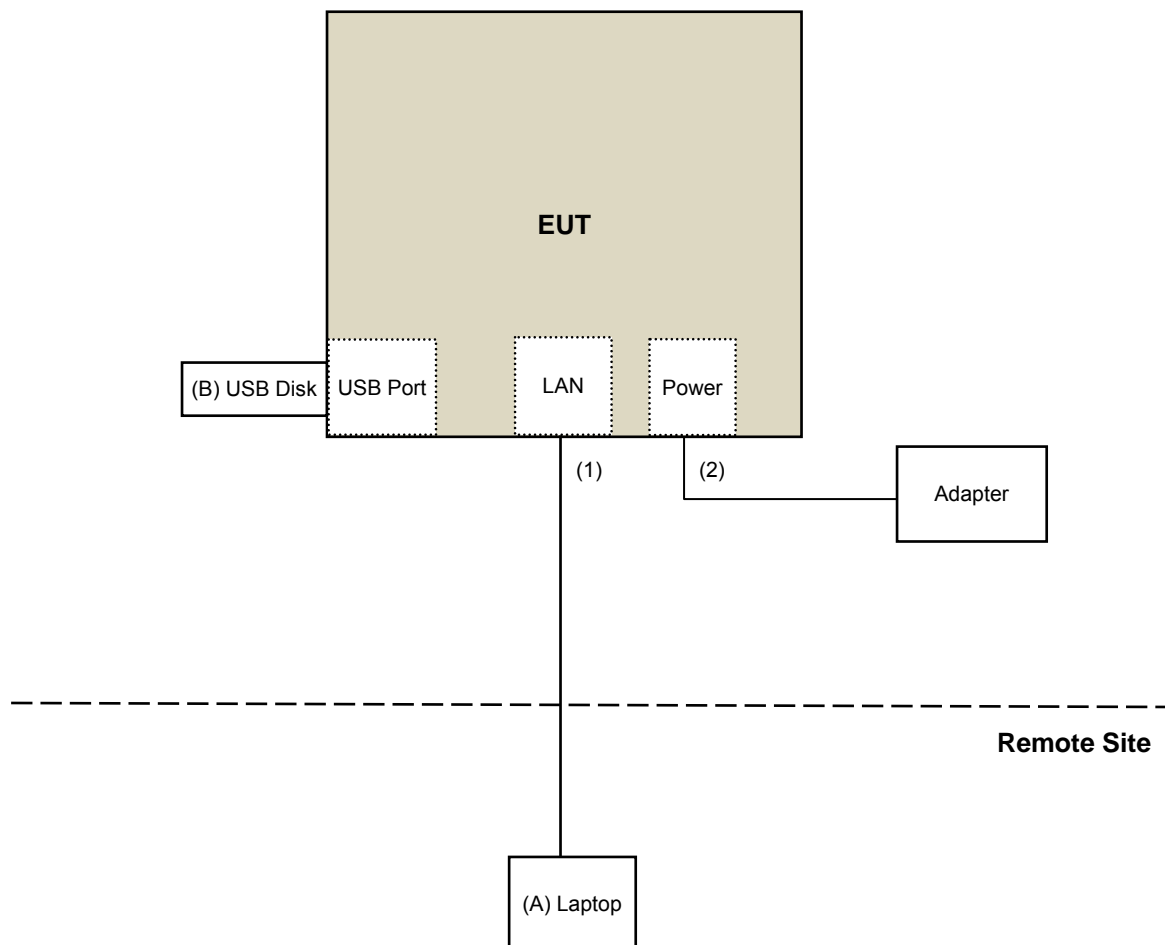 EUT
(B) USB Disk
USB Port
LAN
Power
(1)
(2)
Adapter
Remote Site
(A) Laptop